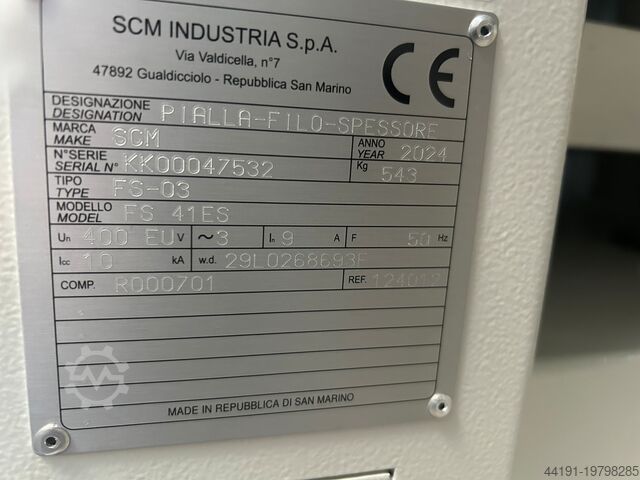 SCM INDUSTRIA S.p.A.
Via Valdicella, n°7
47892 Gualdicciolo - Repubblica San Marino
CE
DESIGNAZIONE DESIGNATION PIALLA-FILO-SPESSORE
MARCA MAKE SCM ANNO YEAR 2024
N°SERIE SERIAL N° KK00047532 Kg 543
TIPO TYPE FS-03
MODELLO MODEL FS 41ES
Un 400 EU V ~ 3 In 9 A F 50 Hz
Icc 10 kA w.d. 29L0268693F
COMP. R000701 REF.
MADE IN REPUBBLICA DI SAN MARINO
44191-19798285